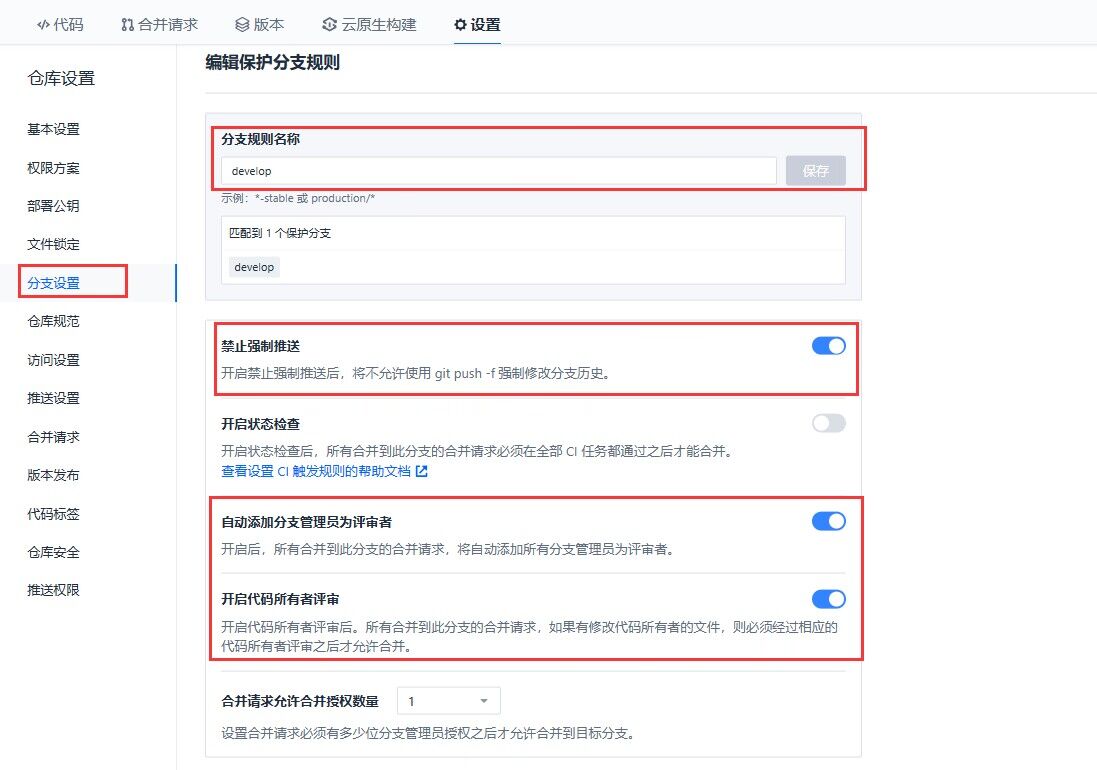 代码 合并请求 版本 云原生构建 设置
仓库设置
基本设置
权限方案
部署公钥
文件锁定
分支设置
仓库规范
访问设置
推送设置
合并请求
版本发布
代码标签
仓库安全
推送权限
编辑保护分支规则
分支规则名称
develop 保存
示例：*-stable 或 production/*
匹配到 1 个保护分支
develop
禁止强制推送
开启禁止强制推送后，将不允许使用 git push -f 强制修改分支历史。
开启状态检查
开启状态检查后，所有合并到此分支的合并请求必须在全部 CI 任务都通过之后才能合并。
查看设置 CI 触发规则的帮助文档
自动添加分支管理员为评审者
开启后，所有合并到此分支的合并请求，将自动添加所有分支管理员为评审者。
开启代码所有者评审
开启代码所有者评审后。所有合并到此分支的合并请求，如果有修改代码所有者的文件，则必须经过相应的
代码所有者评审之后才允许合并。
合并请求允许合并授权数量 1
设置合并请求必须有多少位分支管理员授权之后才允许合并到目标分支。